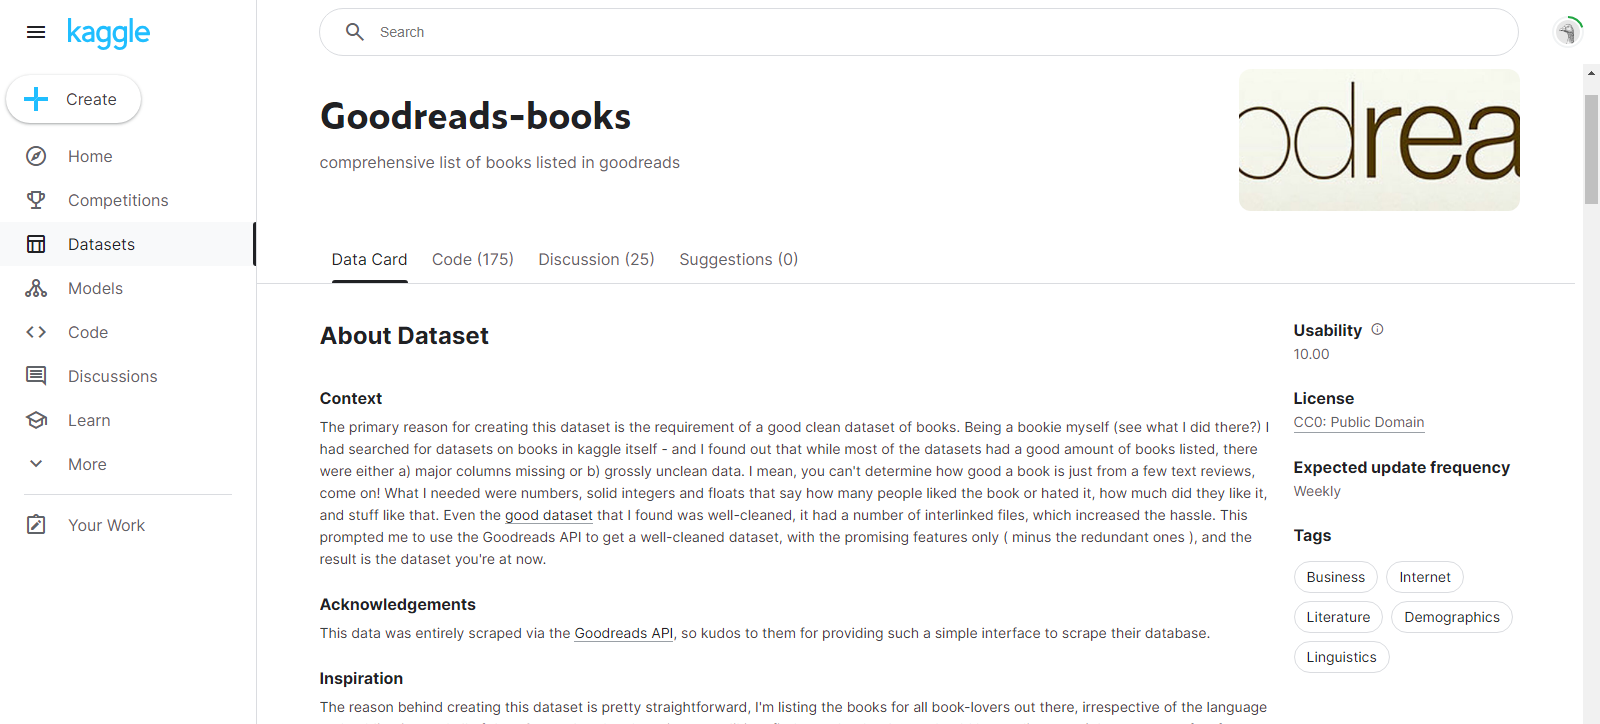 kaggle
Search
Create
Home
Competitions
Datasets
Models
Code
Discussions
Learn
More
Your Work
Goodreads-books
comprehensive list of books listed in goodreads
odrea
Data Card Code (175) Discussion (25) Suggestions (0)
About Dataset
Context
The primary reason for creating this dataset is the requirement of a good clean dataset of books. Being a bookie myself (see what I did there?) I
had searched for datasets on books in kaggle itself - and I found out that while most of the datasets had a good amount of books listed, there
were either a) major columns missing or b) grossly unclean data. I mean, you can't determine how good a book is just from a few text reviews,
come on! What I needed were numbers, solid integers and floats that say how many people liked the book or hated it, how much did they like it,
and stuff like that. Even the good dataset that I found was well-cleaned, it had a number of interlinked files, which increased the hassle. This
prompted me to use the Goodreads API to get a well-cleaned dataset, with the promising features only ( minus the redundant ones ), and the
result is the dataset you're at now.
Acknowledgements
This data was entirely scraped via the Goodreads API, so kudos to them for providing such a simple interface to scrape their database.
Inspiration
The reason behind creating this dataset is pretty straightforward, I'm listing the books for all book-lovers out there, irrespective of the language
Usability
10.00
License
CC0: Public Domain
Expected update frequency
Weekly
Tags
Business Internet
Literature Demographics
Linguistics